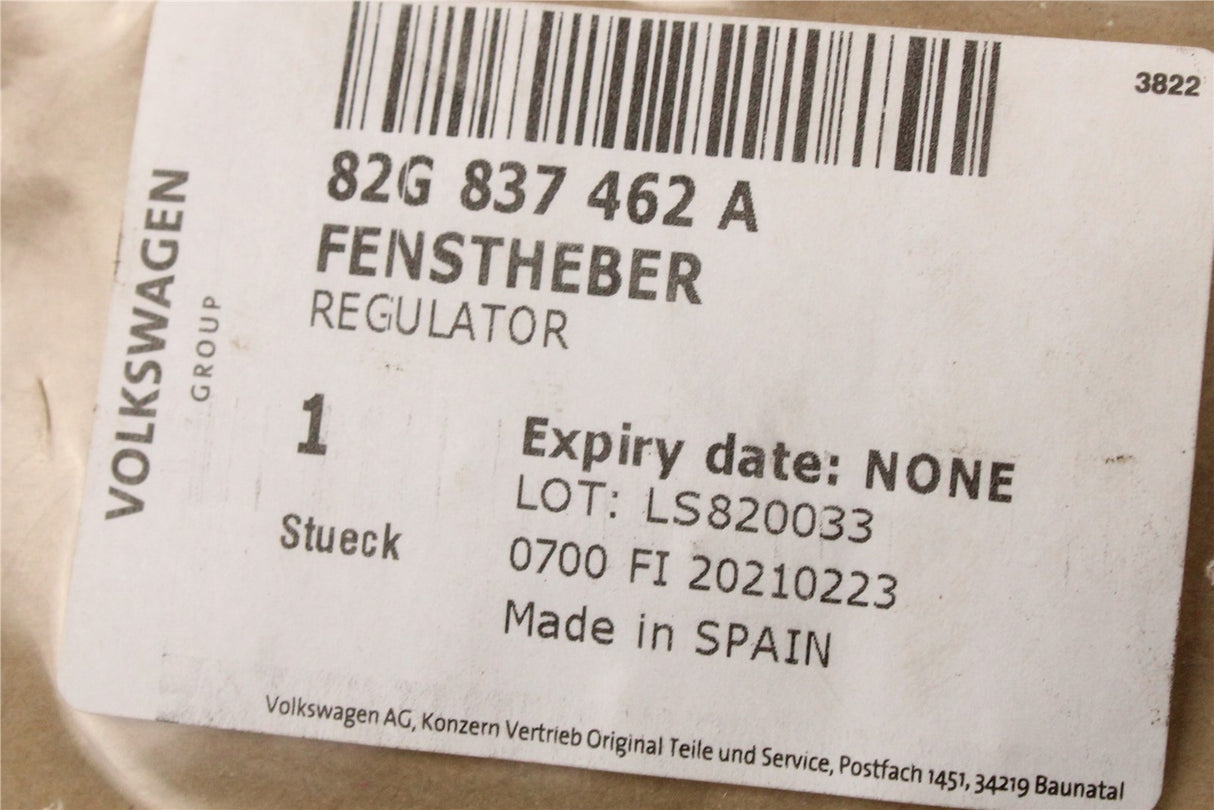 3822
82G 837 462 A
FENSTHEBER
REGULATOR
VOLKSWAGEN
GROUP
1
Stueck
Expiry date: NONE
LOT: LS820033
0700 FI 20210223
Made in SPAIN
Volkswagen AG, Konzern Vertrieb Original Teile und Service, Postfach 1451, 34219 Baunatal